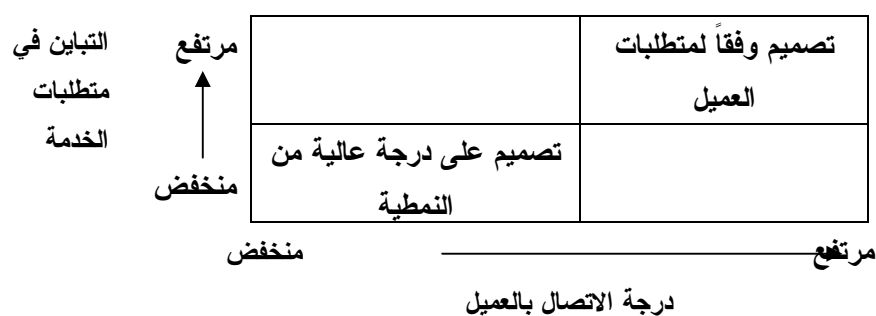 التباين في
متطلبات
الخدمة
مرتفع
منخفض
تصميم وفقاً لمتطلبات
العميل
تصميم على درجة عالية من
النمطية
منخفض
مرتفع
درجة الاتصال بالعميل